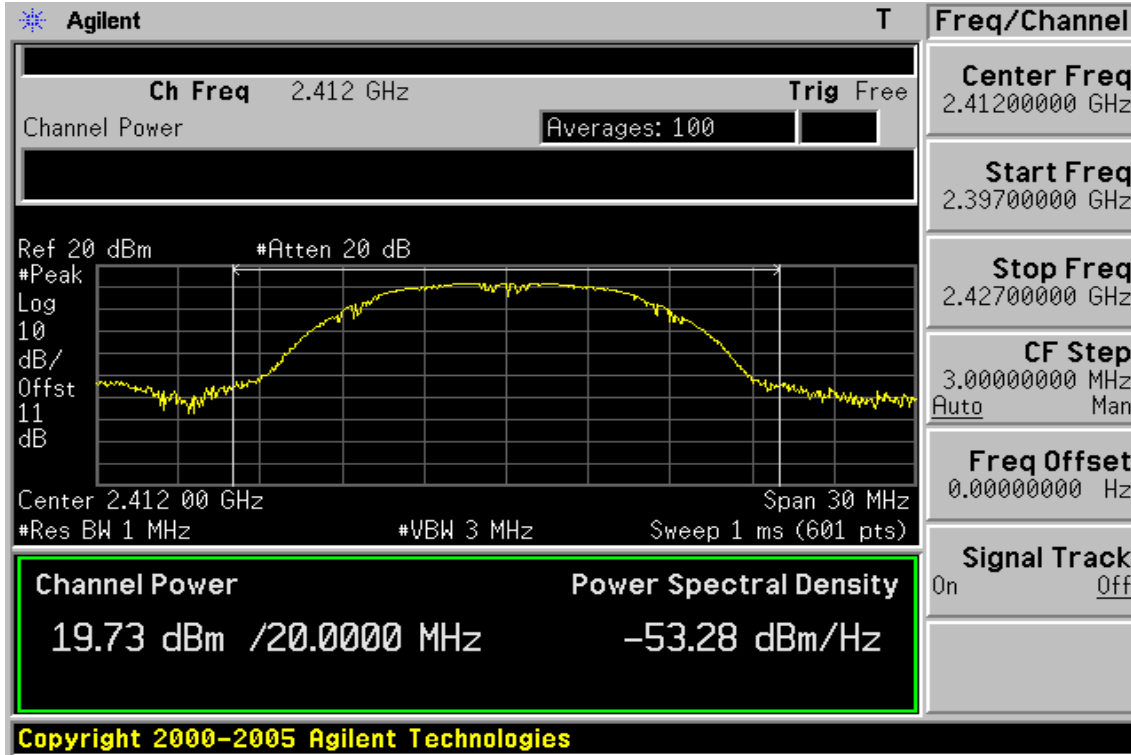 Agilent T
Ch Freq 2.412 GHz Trig Free
Channel Power Averages: 100
Ref 20 dBm #Atten 20 dB
#Peak
Log
10
dB/
Offst
11
dB
Center 2.412 00 GHz Span 30 MHz
#Res BW 1 MHz #VBW 3 MHz Sweep 1 ms (601 pts)
Channel Power Power Spectral Density
19.73 dBm /20.0000 MHz -53.28 dBm/Hz
Copyright 2000-2005 Agilent Technologies
Freq/Channel
Center Freq
2.41200000 GHz
Start Freq
2.39700000 GHz
Stop Freq
2.42700000 GHz
CF Step
3.00000000 MHz
Auto Man
Freq Offset
0.00000000 Hz
Signal Track
On Off